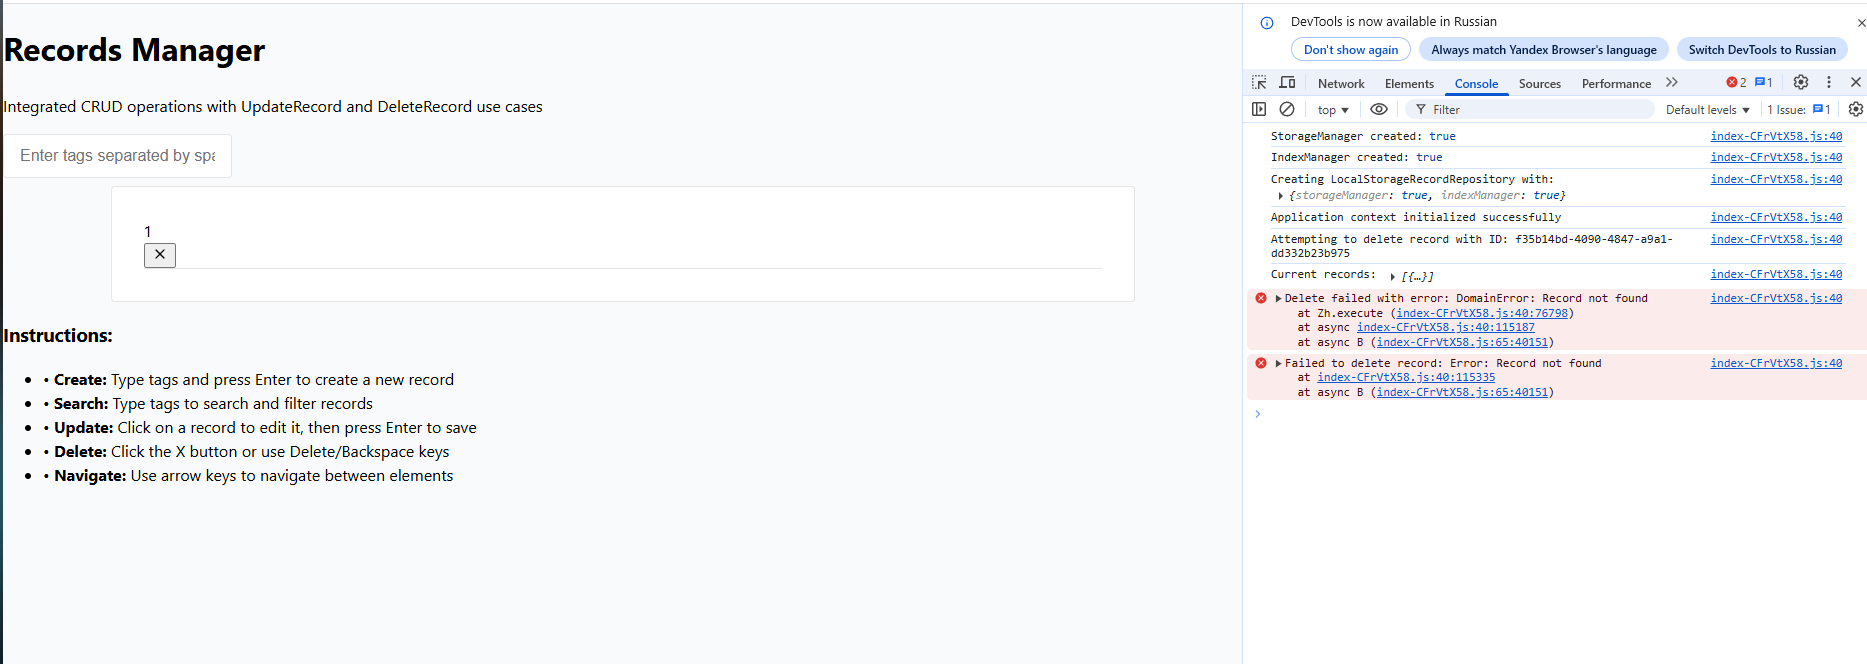 Records Manager
Integrated CRUD operations with UpdateRecord and DeleteRecord use cases
Enter tags separated by spa
1
×
Instructions:
• • Create: Type tags and press Enter to create a new record
• • Search: Type tags to search and filter records
• • Update: Click on a record to edit it, then press Enter to save
• • Delete: Click the X button or use Delete/Backspace keys
• • Navigate: Use arrow keys to navigate between elements
DevTools is now available in Russian
Don't show again Always match Yandex Browser's language Switch DevTools to Russian
Network Elements Console Sources Performance 2 1
top Filter Default levels 1 Issue: 1
StorageManager created: true index-CFrVtX58.js:40
IndexManager created: true index-CFrVtX58.js:40
Creating LocalStorageRecordRepository with: index-CFrVtX58.js:40
{storageManager: true, indexManager: true}
Application context initialized successfully index-CFrVtX58.js:40
Attempting to delete record with ID: f35b14bd-4090-4847-a9a1- index-CFrVtX58.js:40
dd332b23b975
Current records: [{…}] index-CFrVtX58.js:40
Delete failed with error: DomainError: Record not found index-CFrVtX58.js:40
at Zh.execute (index-CFrVtX58.js:40:76798)
at async index-CFrVtX58.js:40:115187
at async B (index-CFrVtX58.js:65:40151)
Failed to delete record: Error: Record not found index-CFrVtX58.js:40
at index-CFrVtX58.js:40:115335
at async B (index-CFrVtX58.js:65:40151)